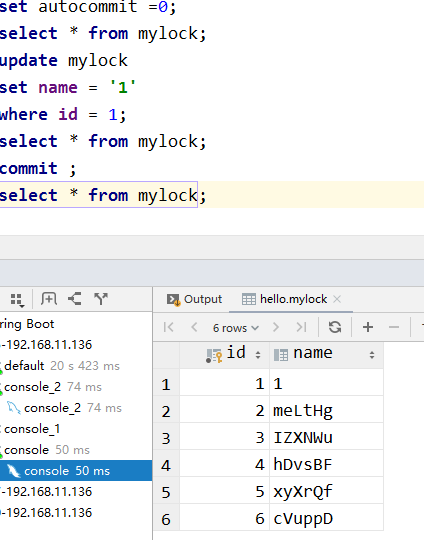 set autocommit =0;
select * from mylock;
update mylock
set name = '1'
where id = 1;
select * from mylock;
commit ;
select * from mylock;
Output hello.mylock
ring Boot
-192.168.11.136
default 20 s 423 ms
console_2 74 ms
console_2 74 ms
console_1
console 50 ms
console 50 ms
-192.168.11.136
-192.168.11.136
6 rows
id name
1 1 1
2 2 meLtHg
3 3 IZXNWu
4 4 hDvsBF
5 5 xyXrQf
6 6 cVuppD